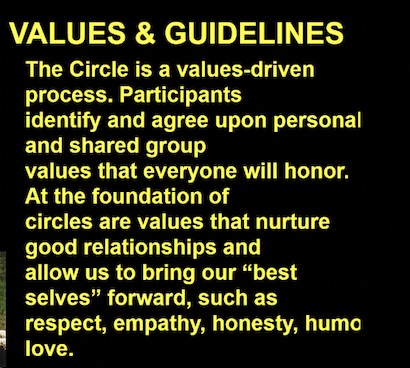 VALUES & GUIDELINES
The Circle is a values-driven
process. Participants
identify and agree upon personal
and shared group
values that everyone will honor.
At the foundation of
circles are values that nurture
good relationships and
allow us to bring our “best
selves” forward, such as
respect, empathy, honesty,
love.